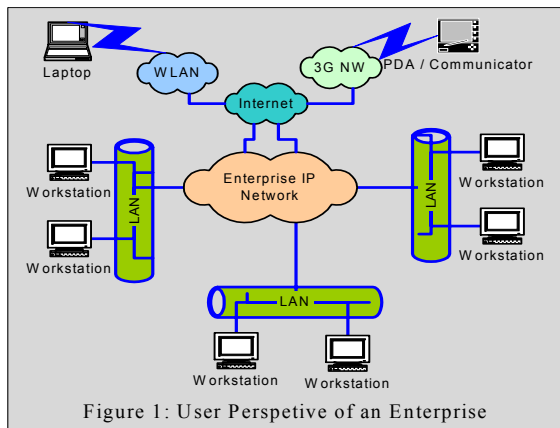 Laptop
WLAN
3G NW
PDA / Communicator
Internet
Workstation
LAN
Enterprise IP
Network
LAN
Workstation
Workstation
Workstation
LAN
Workstation
Workstation
Figure 1: User Perspetive of an Enterprise